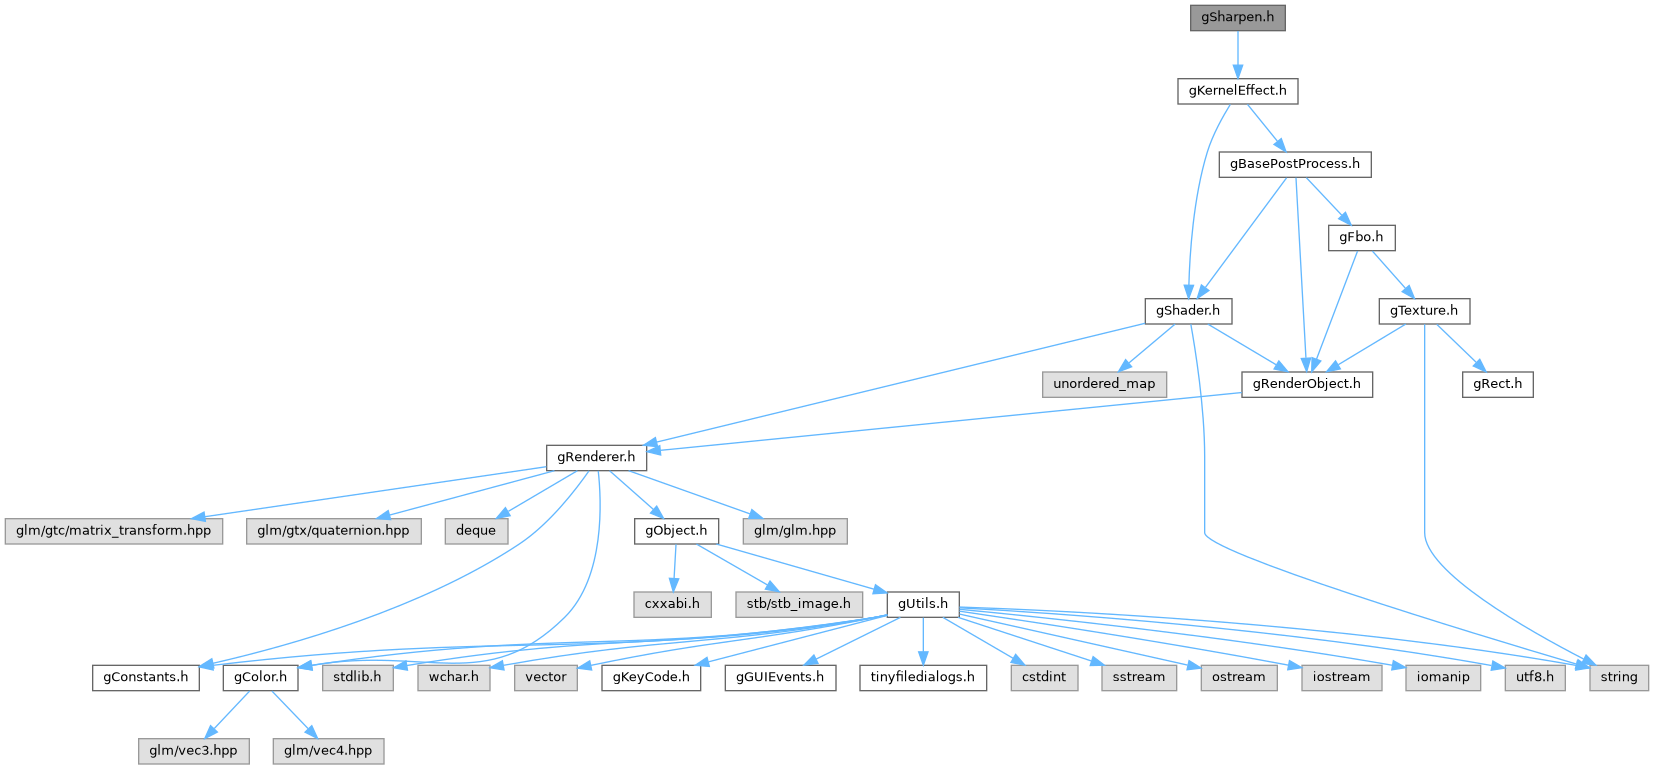 gSharpen.h
gKernelEffect.h
gBasePostProcess.h
gFbo.h
gShader.h
gTexture.h
unordered_map
gRenderObject.h
gRect.h
gRenderer.h
glm/gtc/matrix_transform.hpp
glm/gtx/quaternion.hpp
deque
gObject.h
glm/glm.hpp
cxxabi.h
stb/stb_image.h
gUtils.h
gConstants.h
gColor.h
stdlib.h
wchar.h
vector
gKeyCode.h
gGUIEvents.h
tinyfiledialogs.h
cstdint
sstream
ostream
iostream
iomanip
utf8.h
string
glm/vec3.hpp
glm/vec4.hpp